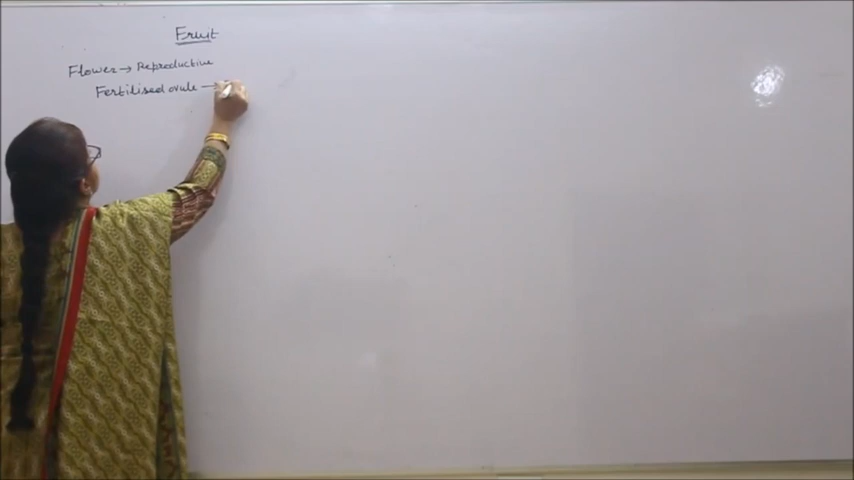 Fruit
Flower → Reproductive
Fertilised ovule →